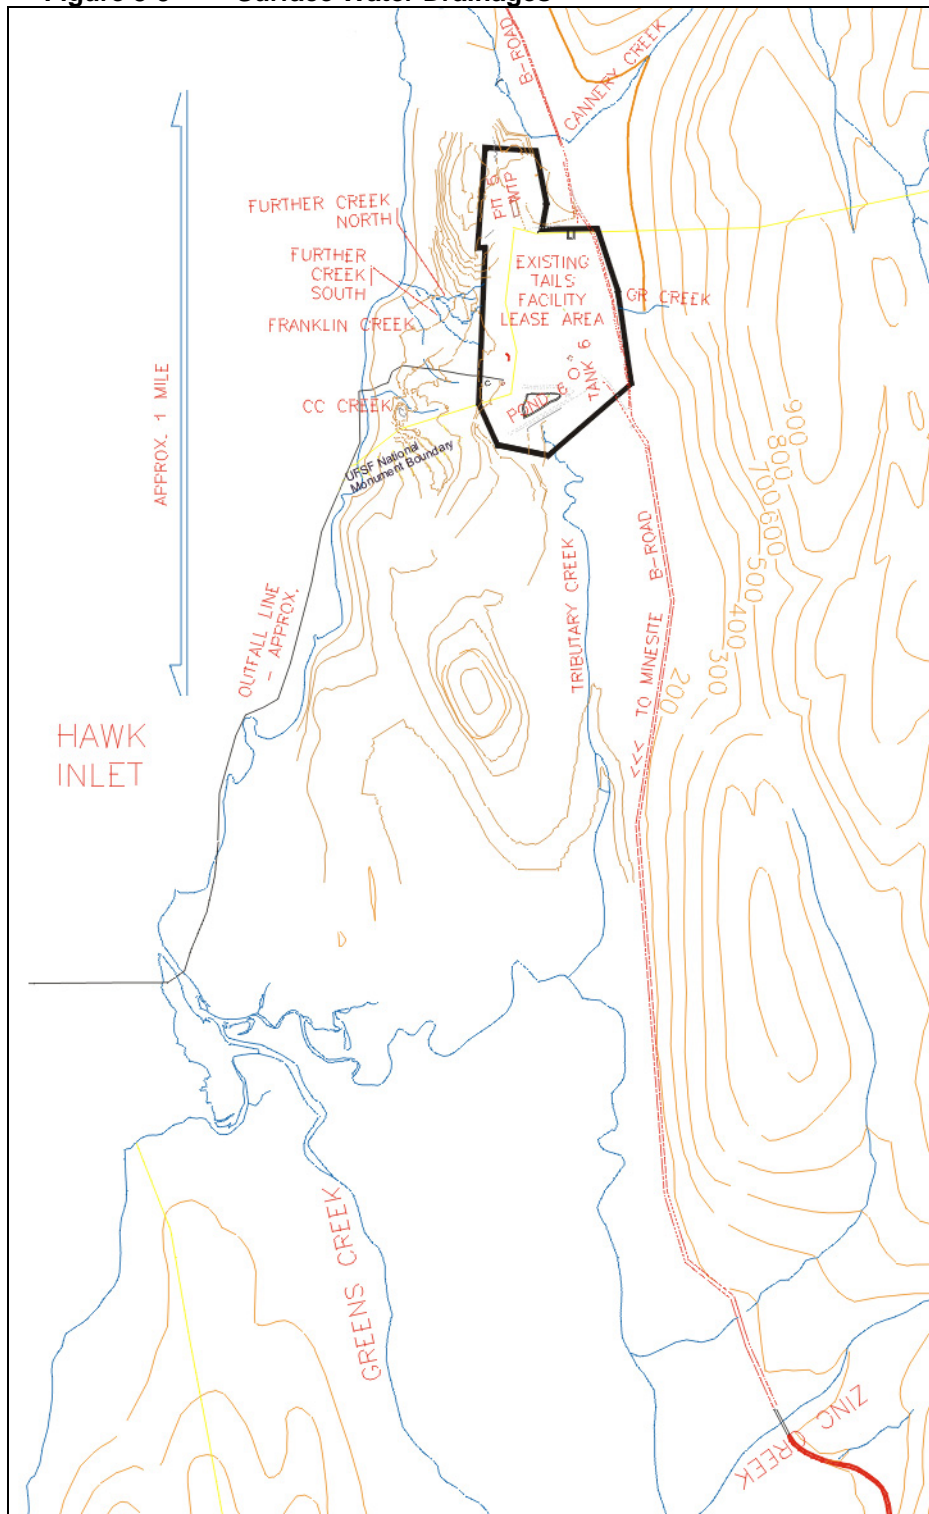 Surface Water Drainages
B-ROAD
CANNERY CREEK
PIT 5
WTP
FURTHER CREEK
NORTH
FURTHER
CREEK
SOUTH
FRANKLIN CREEK
EXISTING
TAILS
FACILITY
LEASE AREA
GR CREEK
APPROX. 1 MILE
CC CREEK
C
POND 6
TANK 6
UFSF National
Monument Boundary
OUTFALL LINE
- APPROX.
TRIBUTARY CREEK
<<< TO MINESITE B-ROAD
900
800
700
600
500
400
300
200
HAWK
INLET
GREENS CREEK
ZINC
CREEK